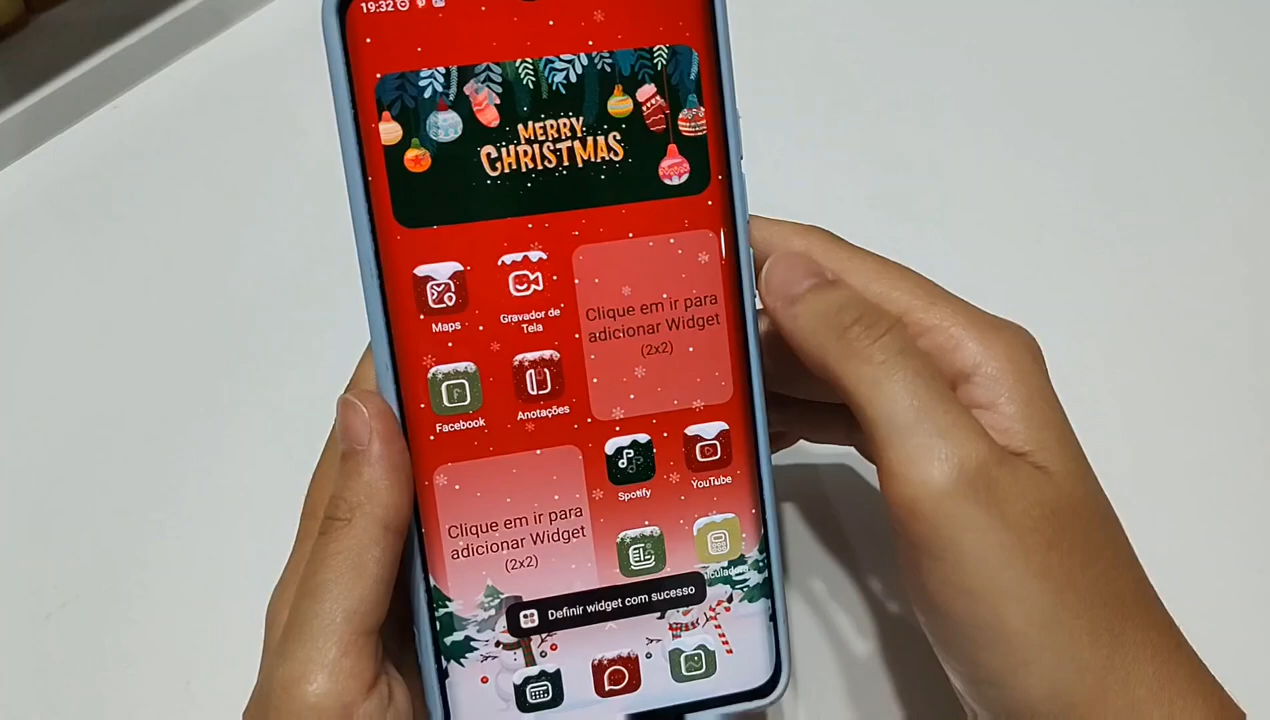 19:32
MERRY
CHRISTMAS
Maps
Gravador de
Tela
Clique em ir para
adicionar Widget
(2x2)
Facebook
Anotações
Spotify
YouTube
Clique em ir para
adicionar Widget
(2x2)
Definir widget com sucesso